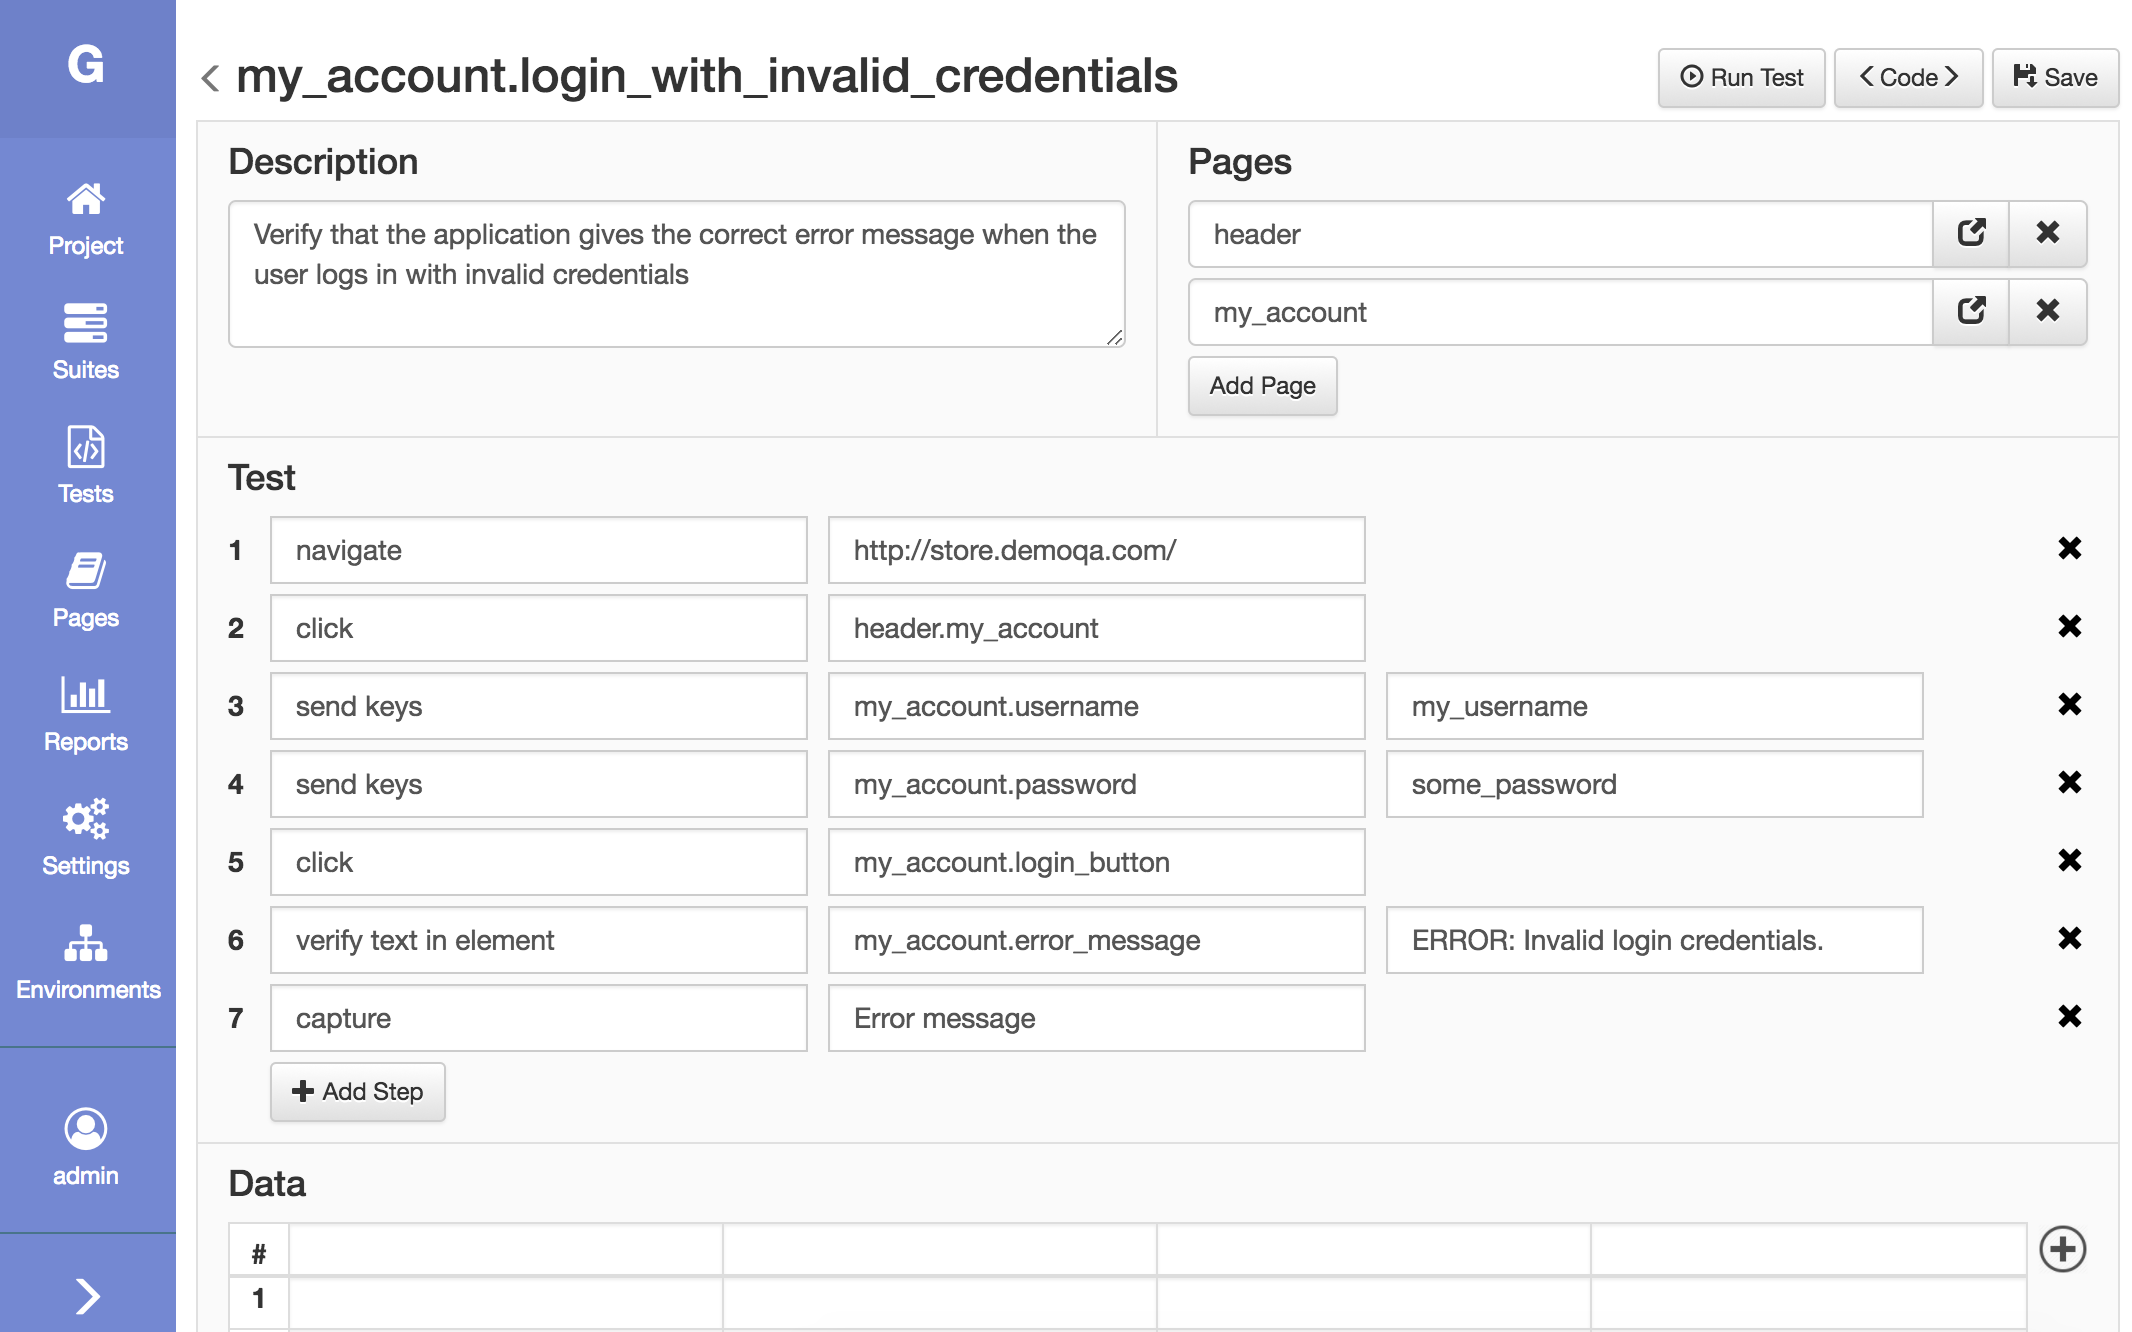 G
Project
Suites
Tests
Pages
Reports
Settings
Environments
admin
my_account.login_with_invalid_credentials
Run Test
Code
Save
Description
Verify that the application gives the correct error message when the
user logs in with invalid credentials
Pages
header
my_account
Add Page
Test
1 navigate http://store.demoqa.com/
2 click header.my_account
3 send keys my_account.username my_username
4 send keys my_account.password some_password
5 click my_account.login_button
6 verify text in element my_account.error_message ERROR: Invalid login credentials.
7 capture Error message
Add Step
Data
#
1